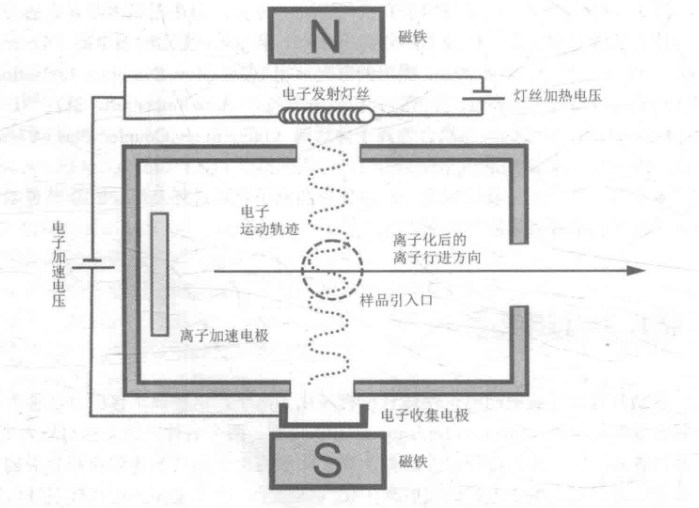 N
磁铁
电子发射灯丝
灯丝加热电压
电子
运动轨迹
离子化后的
离子行进方向
电子加速电压
样品引入口
离子加速电极
电子收集电极
S
磁铁